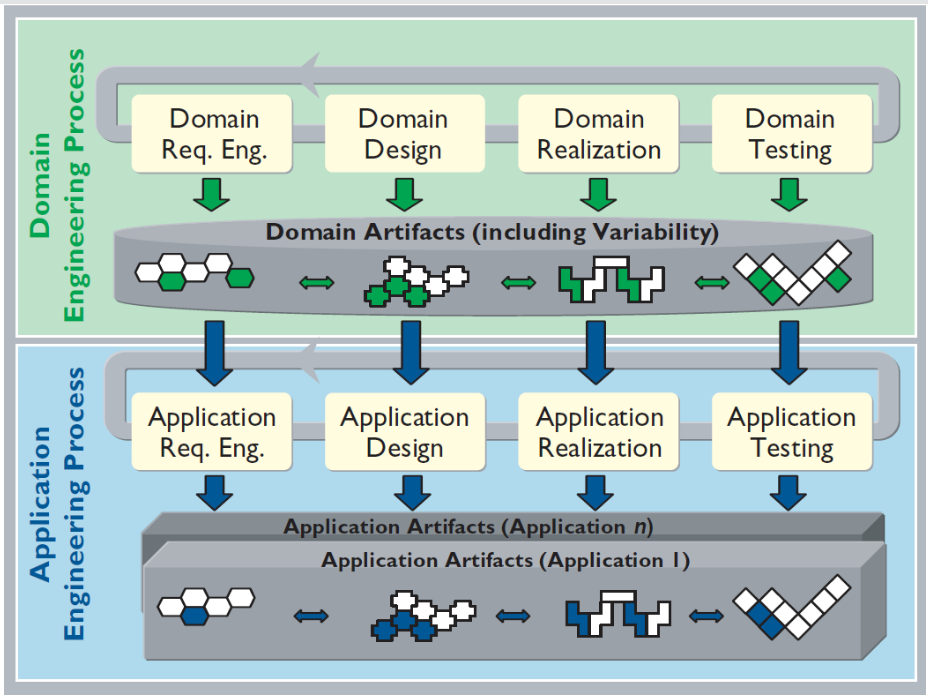 Domain
Engineering Process
Domain
Req. Eng.
Domain
Design
Domain
Realization
Domain
Testing
Domain Artifacts (including Variability)
Application
Engineering Process
Application
Req. Eng.
Application
Design
Application
Realization
Application
Testing
Application Artifacts (Application n)
Application Artifacts (Application 1)